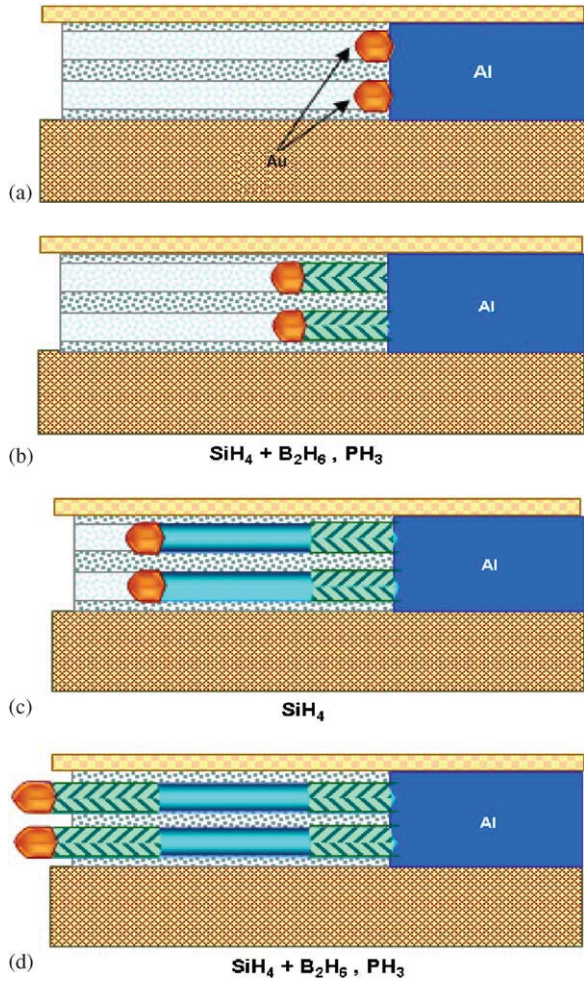 Al
Au
(a)
Al
(b)
SiH₄ + B₂H₆ , PH₃
Al
(c)
SiH₄
Al
(d)
SiH₄ + B₂H₆ , PH₃